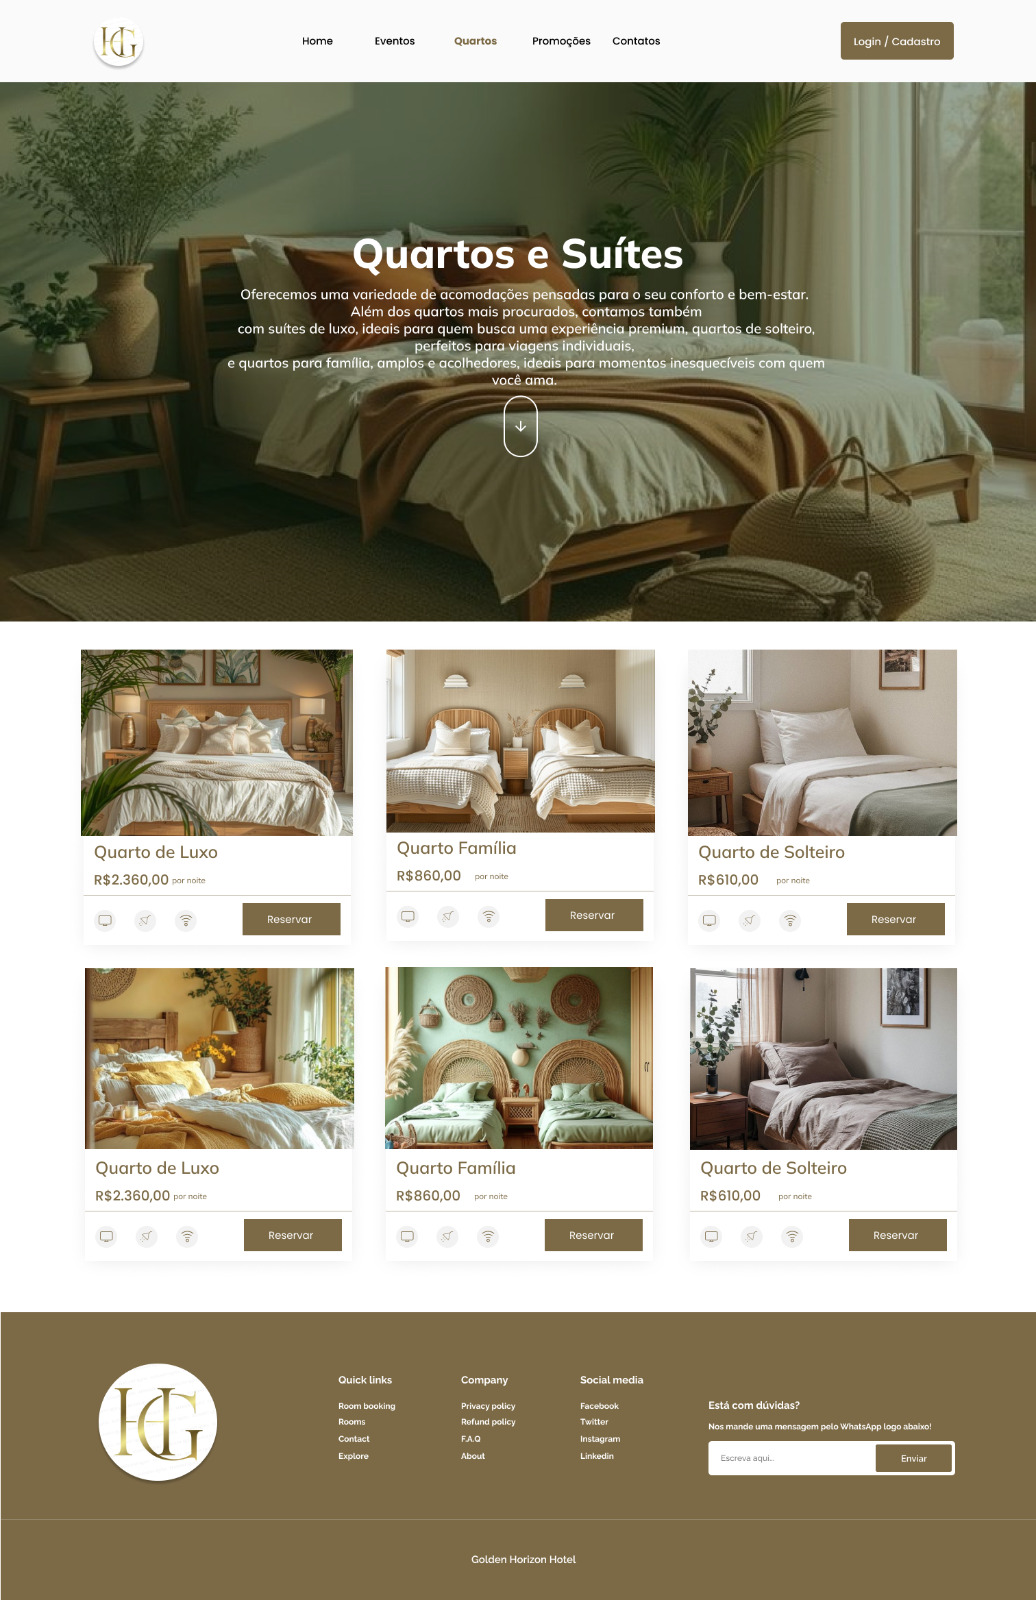 HG
Home Eventos Quartos Promoções Contatos
Login / Cadastro
Quartos e Suítes
Oferecemos uma variedade de acomodações pensadas para o seu conforto e bem-estar.
Além dos quartos mais procurados, contamos também
com suítes de luxo, ideais para quem busca uma experiência premium, quartos de solteiro,
perfeitos para viagens individuais,
e quartos para família, amplos e acolhedores, ideais para momentos inesquecíveis com quem
você ama.
Quarto de Luxo
R$2.360,00 por noite
Reservar
Quarto Família
R$860,00 por noite
Reservar
Quarto de Solteiro
R$610,00 por noite
Reservar
Quarto de Luxo
R$2.360,00 por noite
Reservar
Quarto Família
R$860,00 por noite
Reservar
Quarto de Solteiro
R$610,00 por noite
Reservar
HG
Quick links
Room booking
Rooms
Contact
Explore
Company
Privacy policy
Refund policy
F.A.Q
About
Social media
Facebook
Twitter
Instagram
Linkedin
Está com dúvidas?
Nos mande uma mensagem pelo WhatsApp logo abaixo!
Escreva aqui...
Enviar
Golden Horizon Hotel